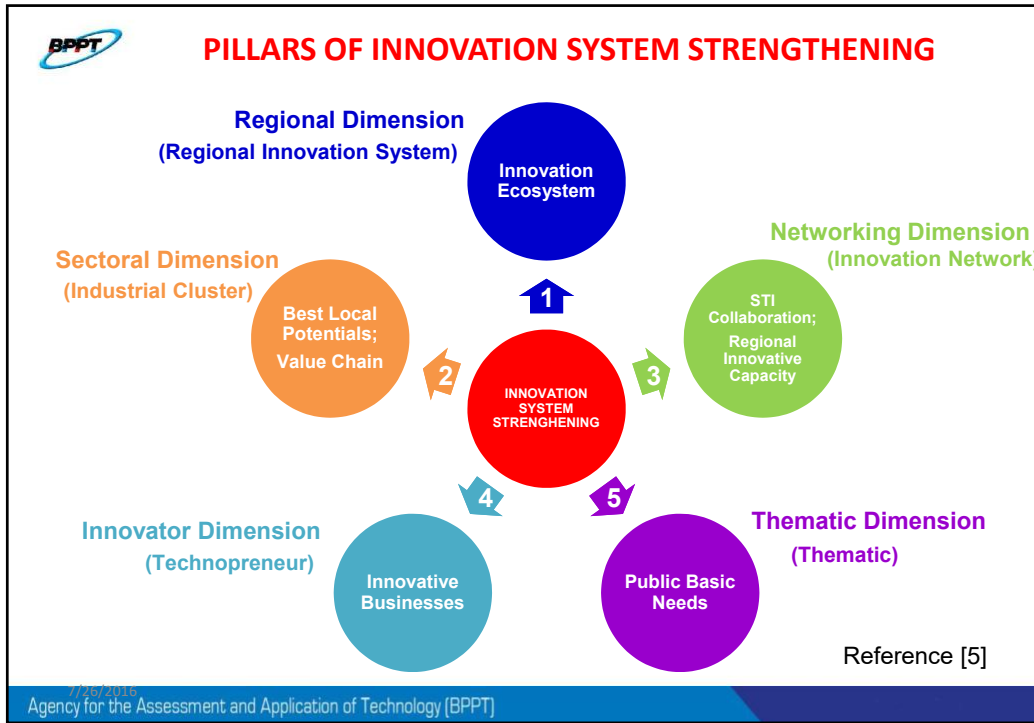 BPPT
PILLARS OF INNOVATION SYSTEM STRENGTHENING
Regional Dimension
(Regional Innovation System)
Innovation
Ecosystem
Sectoral Dimension
(Industrial Cluster)
Best Local
Potentials;
Value Chain
Networking Dimension
(Innovation Network)
STI
Collaboration;
Regional
Innovative
Capacity
1
2
3
INNOVATION
SYSTEM
STRENGHENING
4
5
Innovator Dimension
(Technopreneur)
Innovative
Businesses
Thematic Dimension
(Thematic)
Public Basic
Needs
Reference [5]
7/26/2016
Agency for the Assessment and Application of Technology (BPPT)